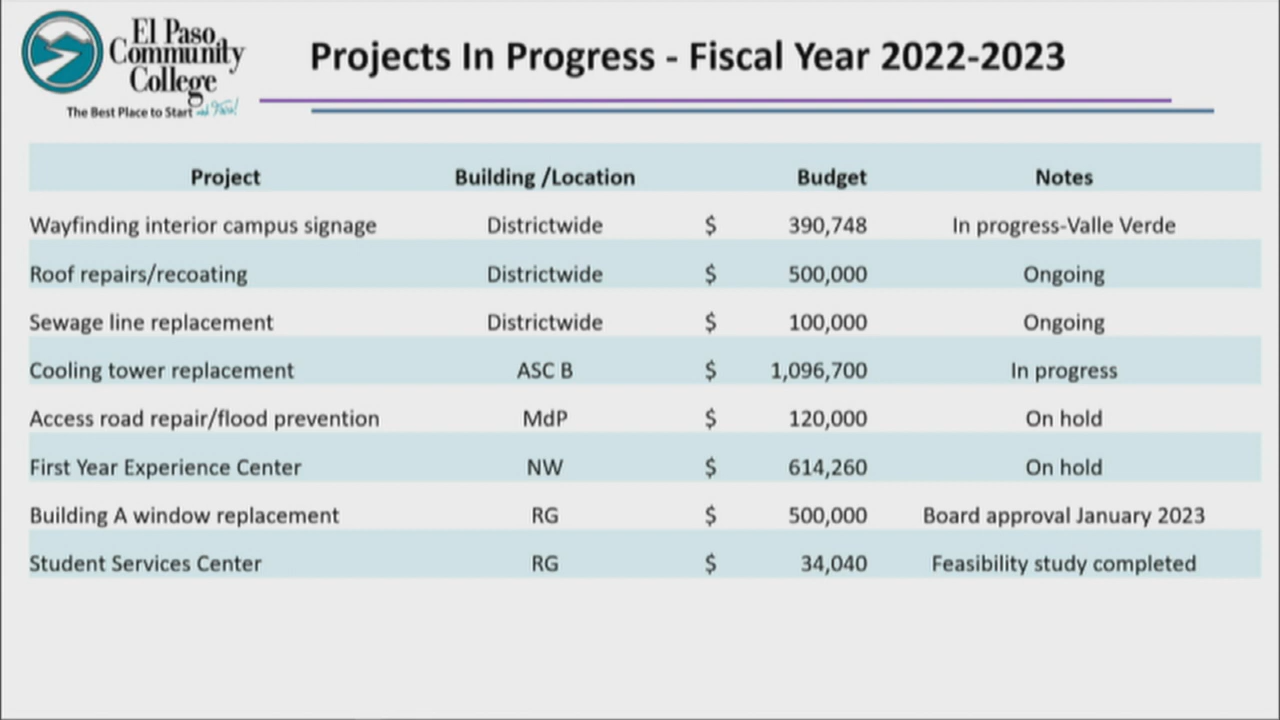 El Paso
Community
College
The Best Place to Start and Finish!
Projects In Progress - Fiscal Year 2022-2023
Project Building /Location Budget Notes
Wayfinding interior campus signage Districtwide $ 390,748 In progress-Valle Verde
Roof repairs/recoating Districtwide $ 500,000 Ongoing
Sewage line replacement Districtwide $ 100,000 Ongoing
Cooling tower replacement ASC B $ 1,096,700 In progress
Access road repair/flood prevention MdP $ 120,000 On hold
First Year Experience Center NW $ 614,260 On hold
Building A window replacement RG $ 500,000 Board approval January 2023
Student Services Center RG $ 34,040 Feasibility study completed